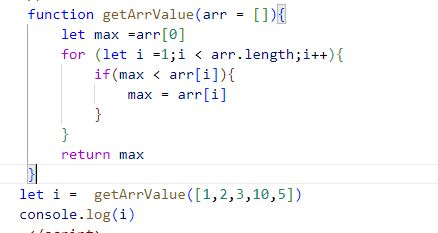 function getArrValue(arr = []){
let max =arr[0]
for (let i =1;i < arr.length;i++){
if(max < arr[i]){
max = arr[i]
}
}
return max
}
let i =  getArrValue([1,2,3,10,5])
console.log(i)
</script>